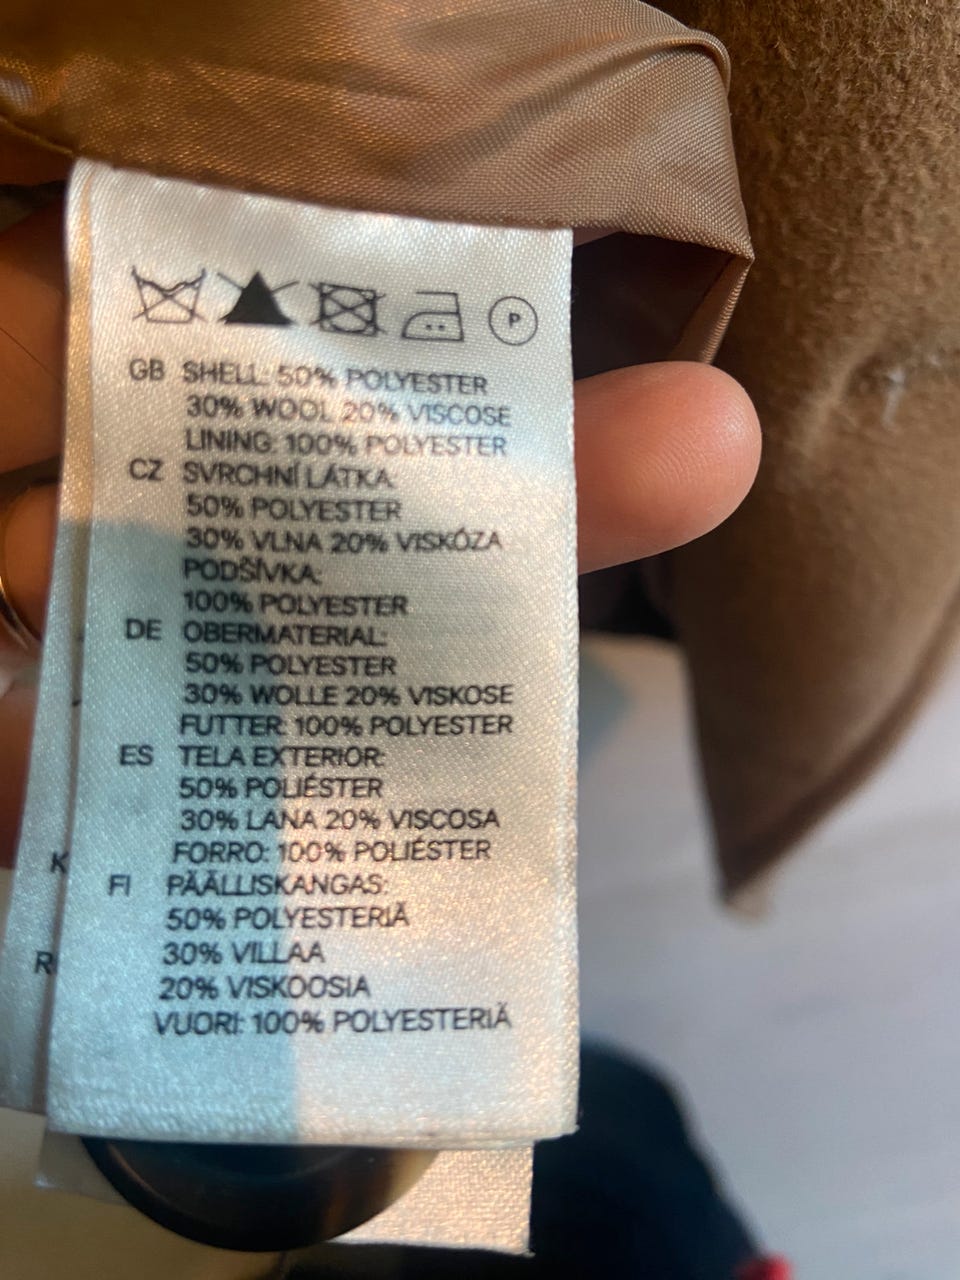 P
GB SHELL: 50% POLYESTER
30% WOOL 20% VISCOSE
LINING: 100% POLYESTER
CZ SVRCHNÍ LÁTKA:
50% POLYESTER
30% VLNA 20% VISKÓZA
PODŠÍVKA:
100% POLYESTER
DE OBERMATERIAL:
50% POLYESTER
30% WOLLE 20% VISKOSE
FUTTER: 100% POLYESTER
ES TELA EXTERIOR:
50% POLIÉSTER
30% LANA 20% VISCOSA
FORRO: 100% POLIÉSTER
K
FI PÄÄLLISKANGAS:
50% POLYESTERIÄ
30% VILLAA
R
20% VISKOOSIA
VUORI: 100% POLYESTERIÄ